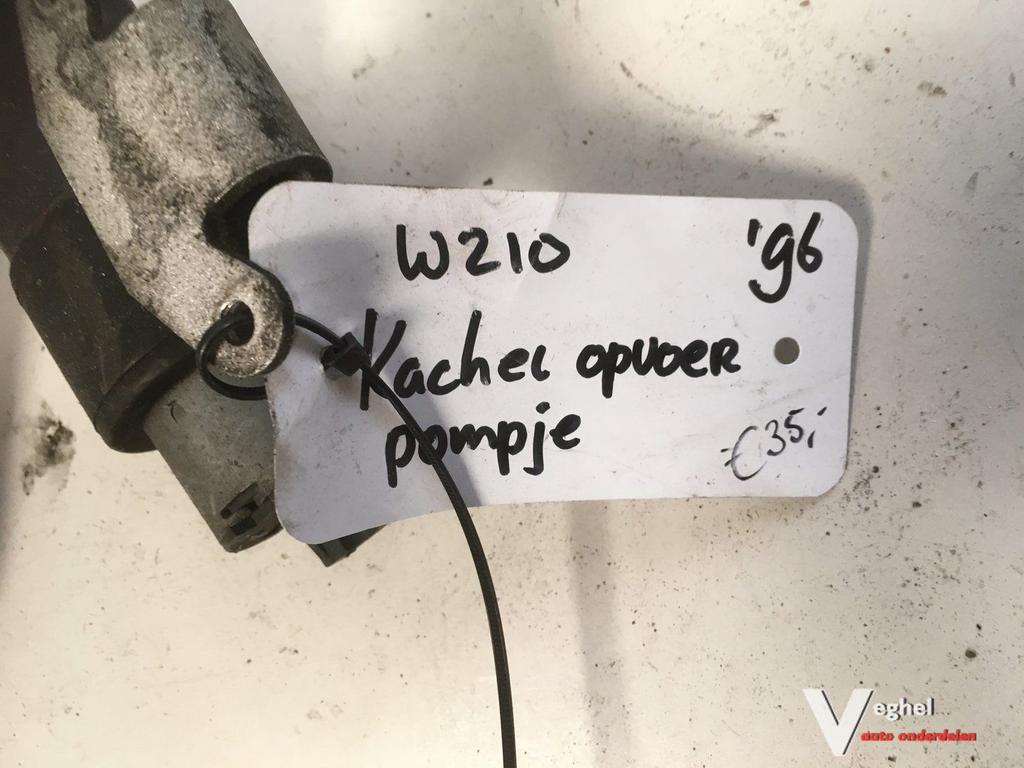 W210 '96
Kachel opvoer
pompje
€35,-
Veghel
auto onderdelen